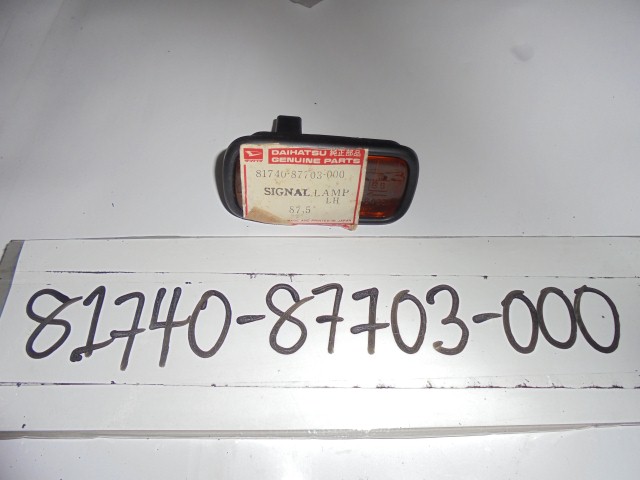 DAIHATSU 純正部品
GENUINE PARTS
81740-87703-000
SIGNAL LAMP
LH
87.5
81740-87703-000